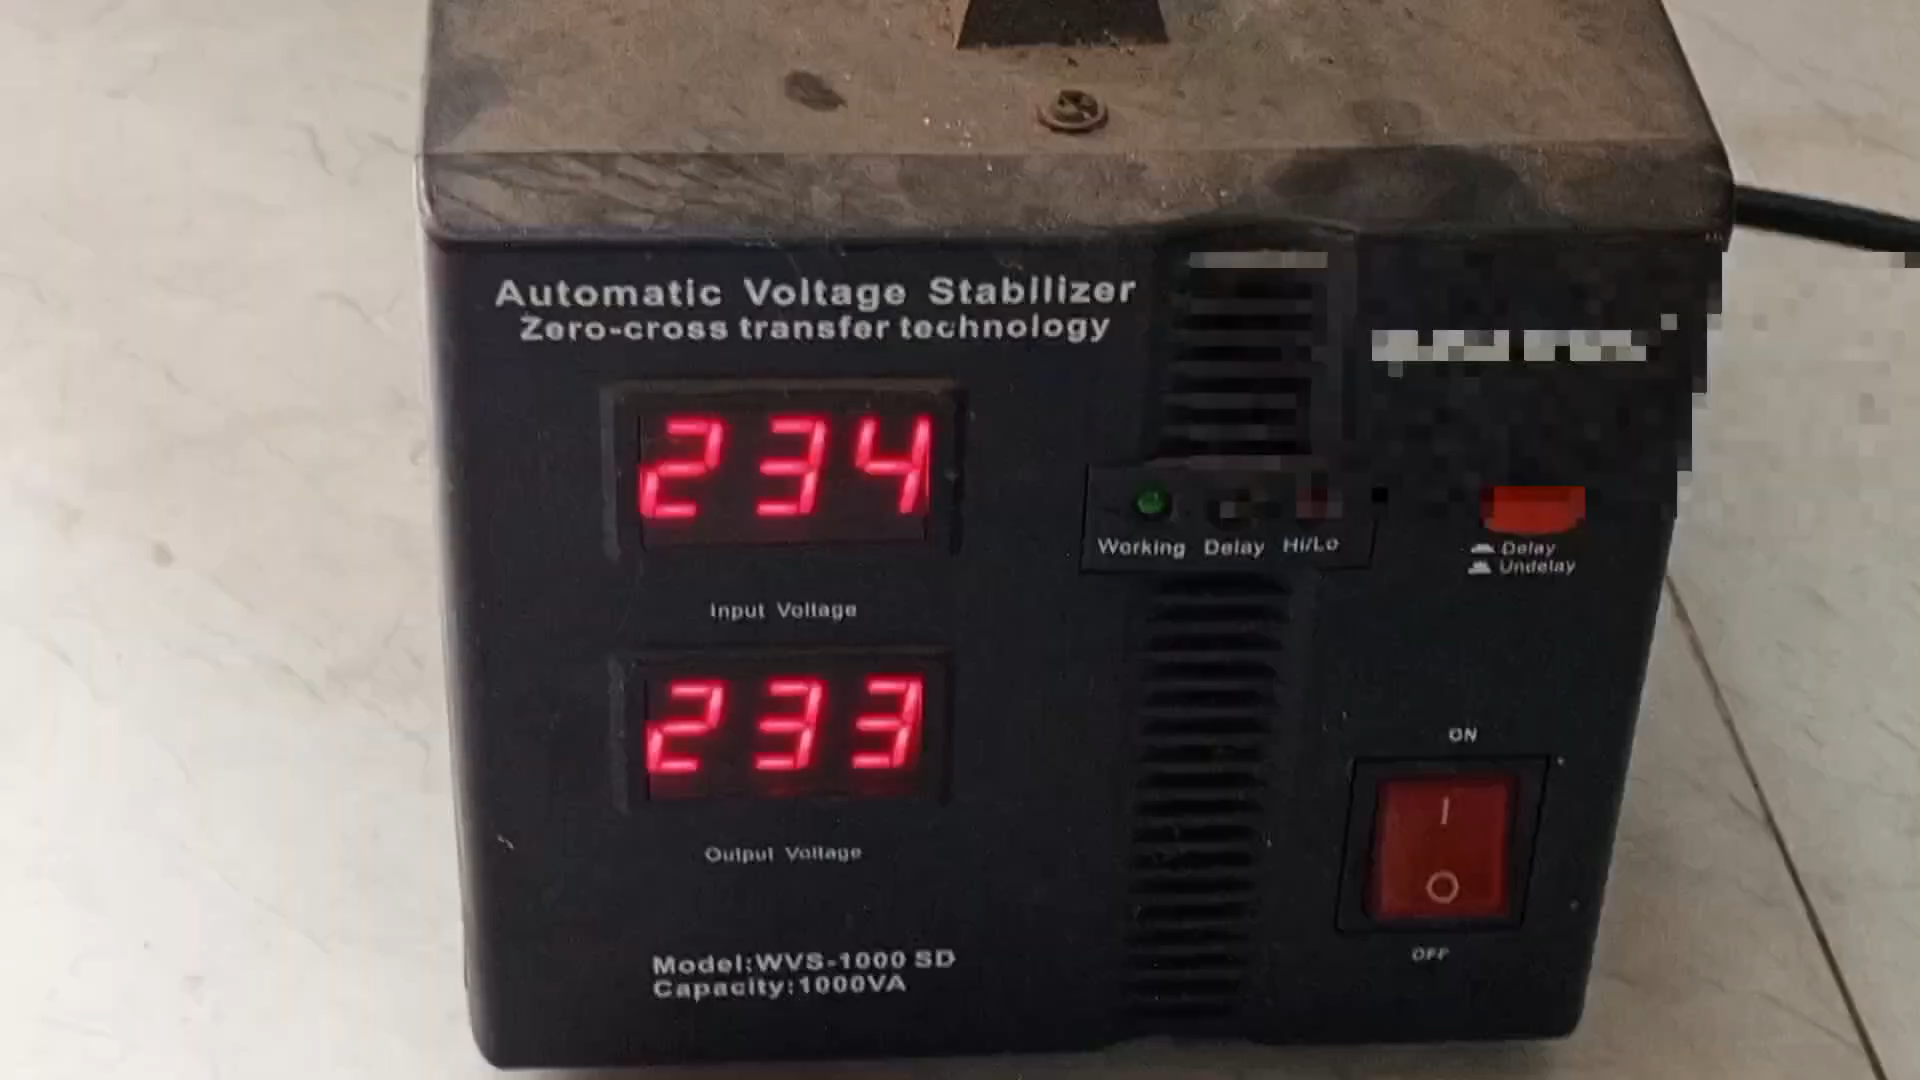 Automatic Voltage Stabilizer
Zero-cross transfer technology
234
Working Delay Hi/Lo
Delay
Undelay
Input Voltage
233
Output Voltage
ON
I
O
OFF
Model:WVS-1000 SD
Capacity:1000VA